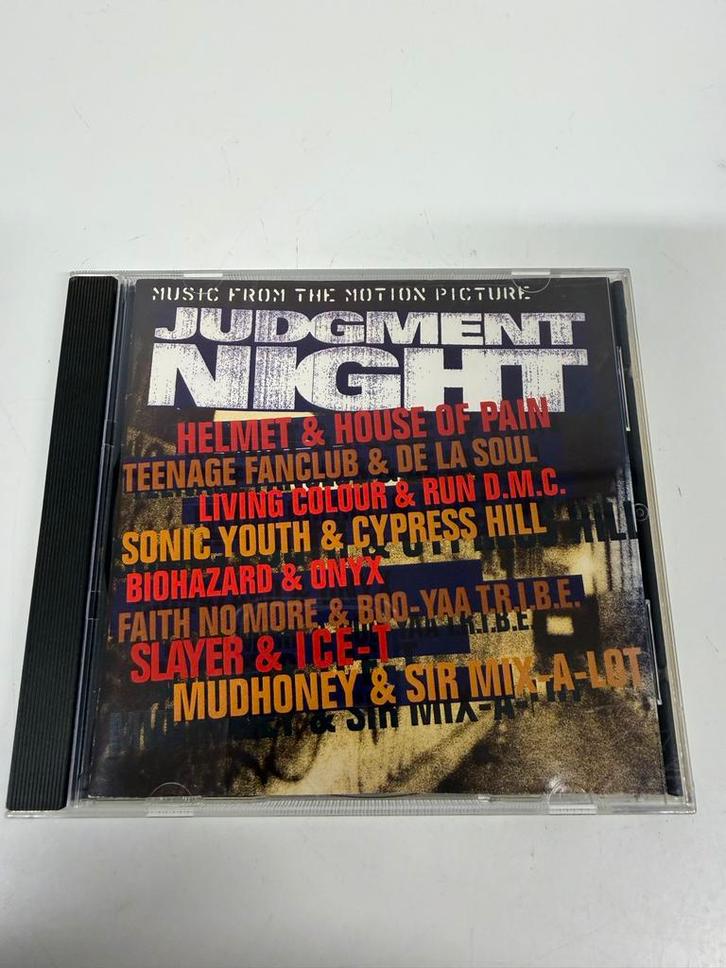 MUSIC FROM THE MOTION PICTURE
JUDGMENT
NIGHT
HELMET & HOUSE OF PAIN
TEENAGE FANCLUB & DE LA SOUL
LIVING COLOUR & RUN D.M.C.
SONIC YOUTH & CYPRESS HILL
BIOHAZARD & ONYX
FAITH NO MORE & BOO-YAA T.R.I.B.E.
SLAYER & ICE-T
MUDHONEY & SIR MIX-A-LOT